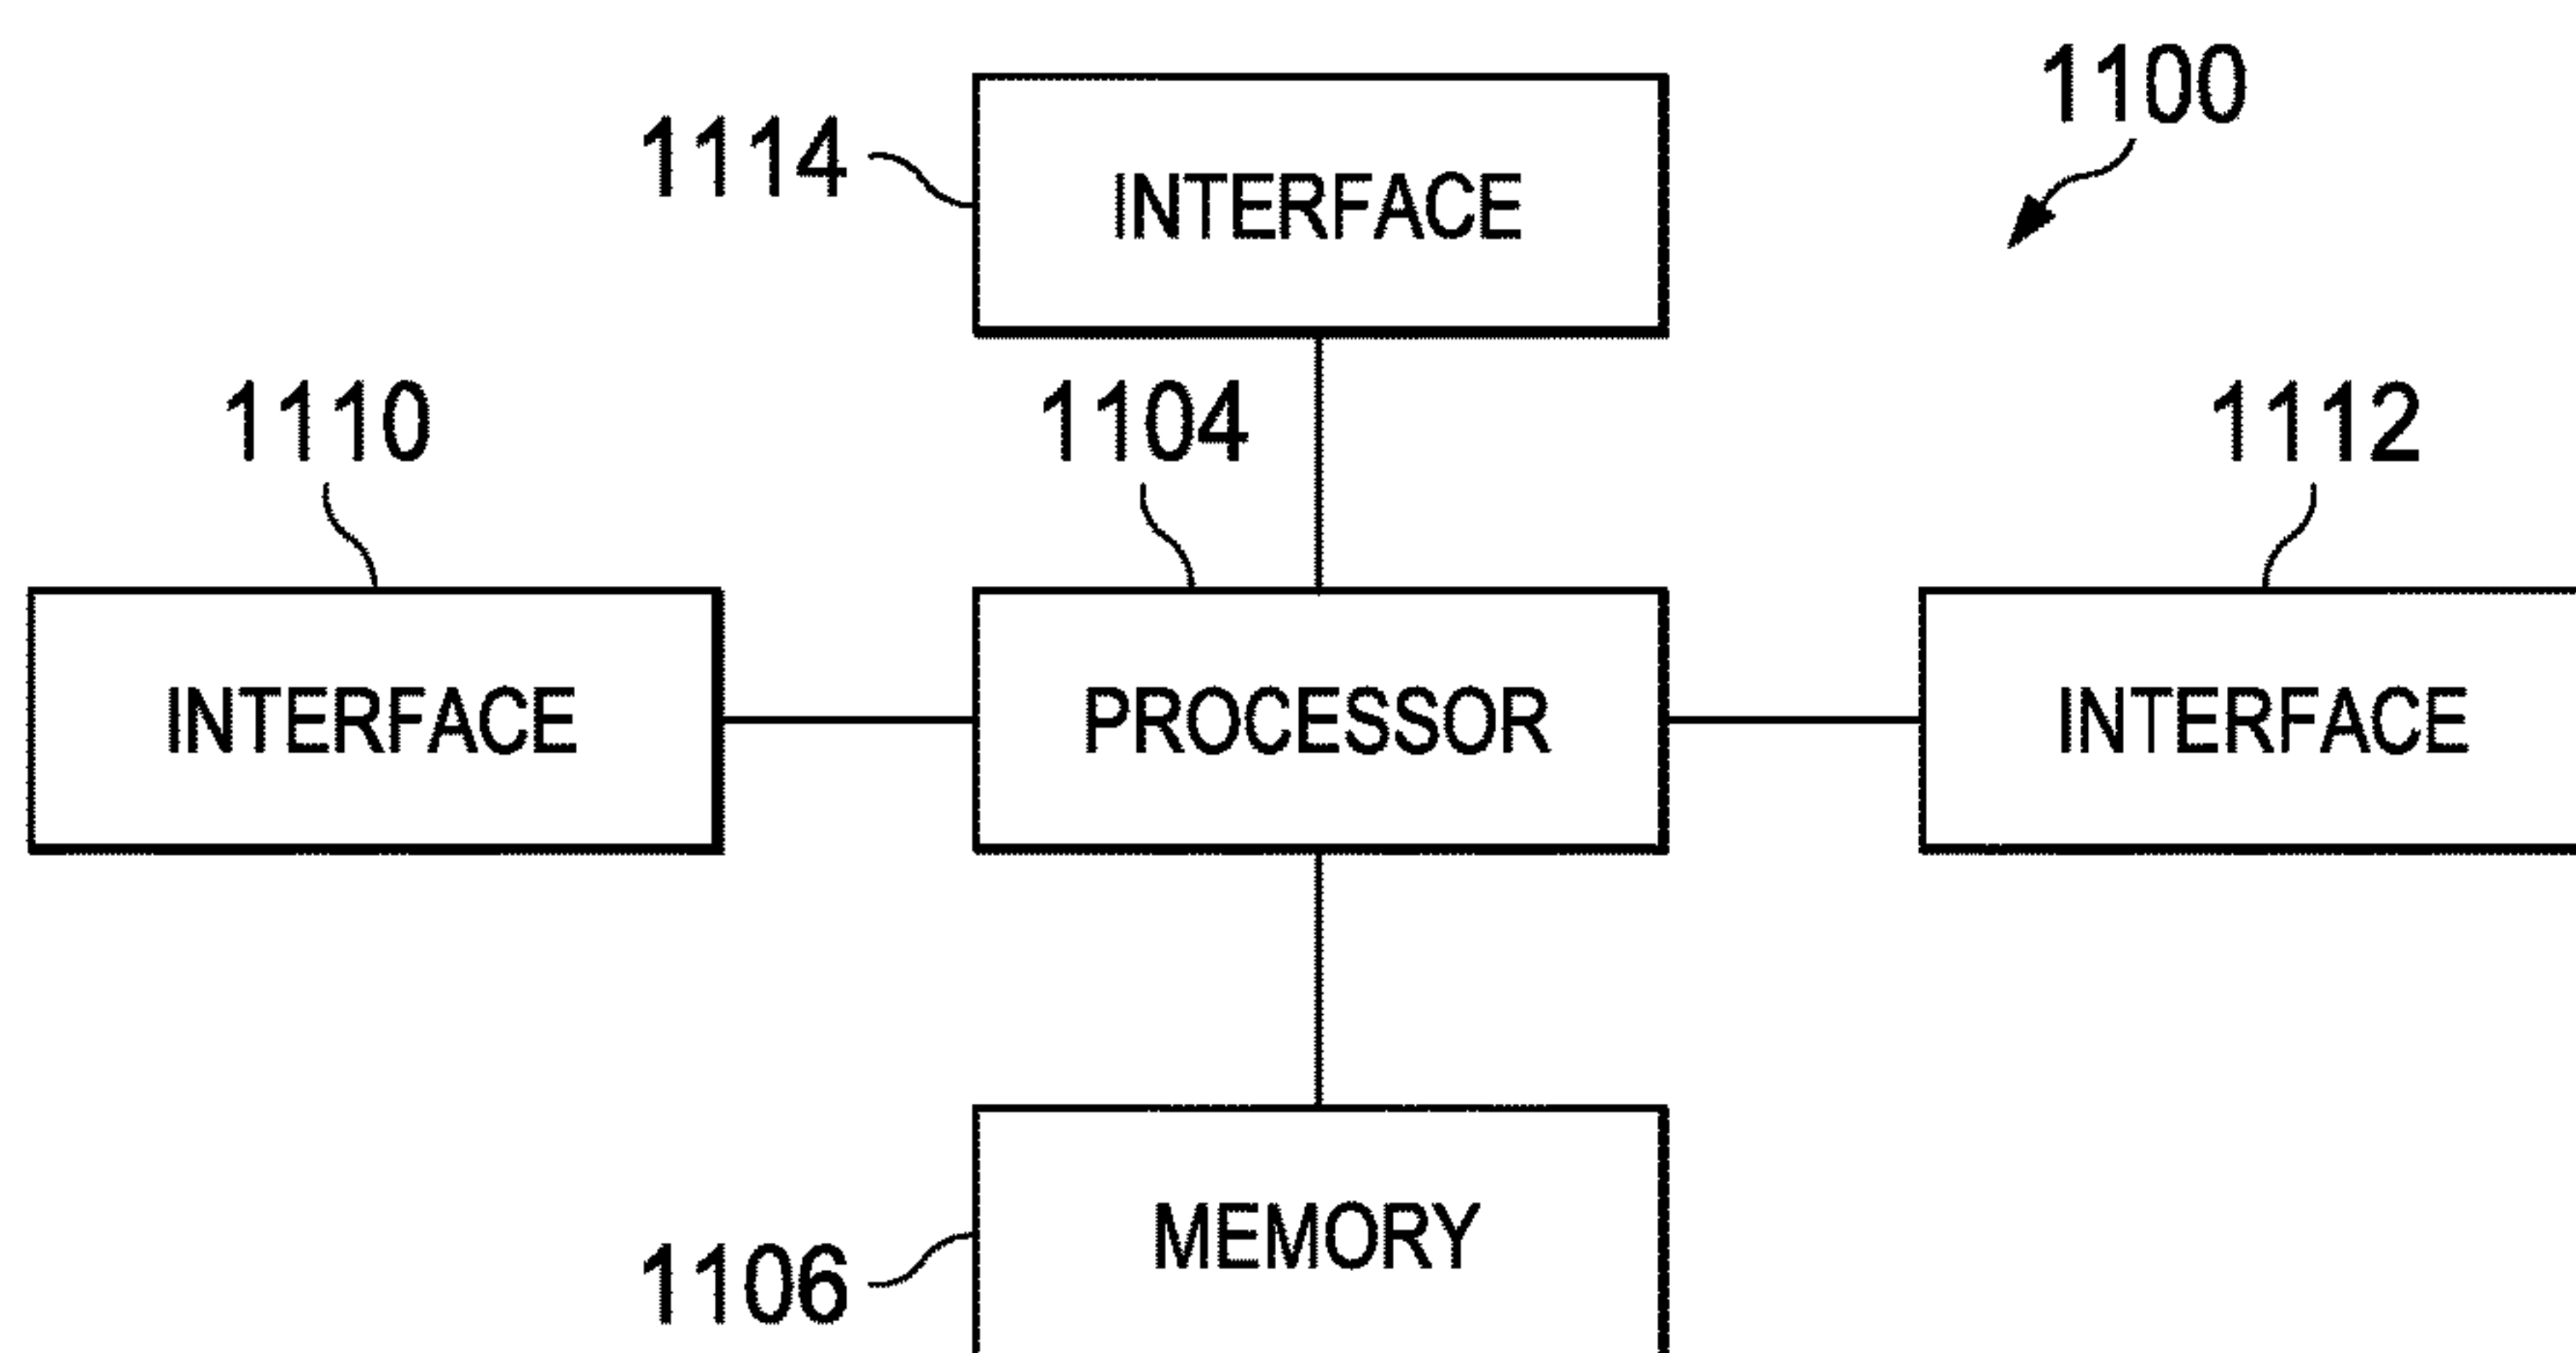 1100
1114
INTERFACE
1110
1104
1112
INTERFACE
PROCESSOR
INTERFACE
MEMORY
1106